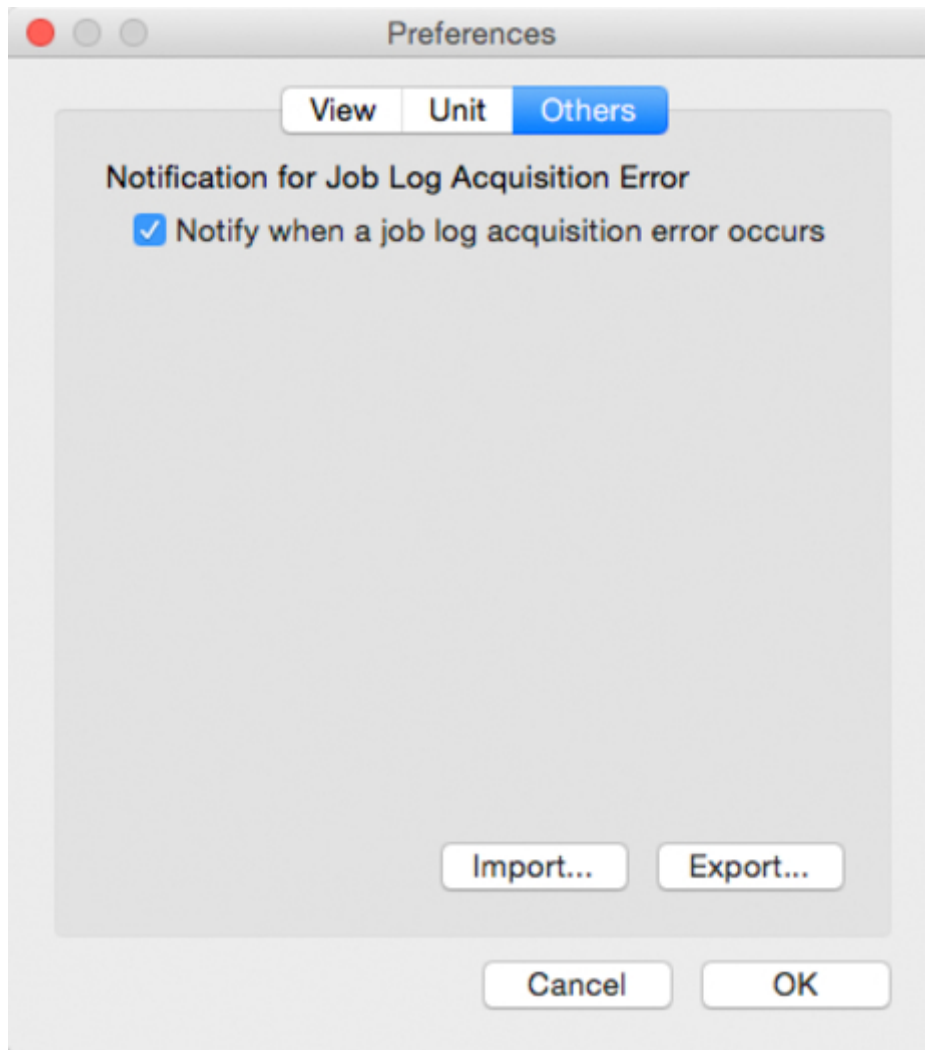 Preferences
View Unit Others
Notification for Job Log Acquisition Error
Notify when a job log acquisition error occurs
Import... Export...
Cancel OK